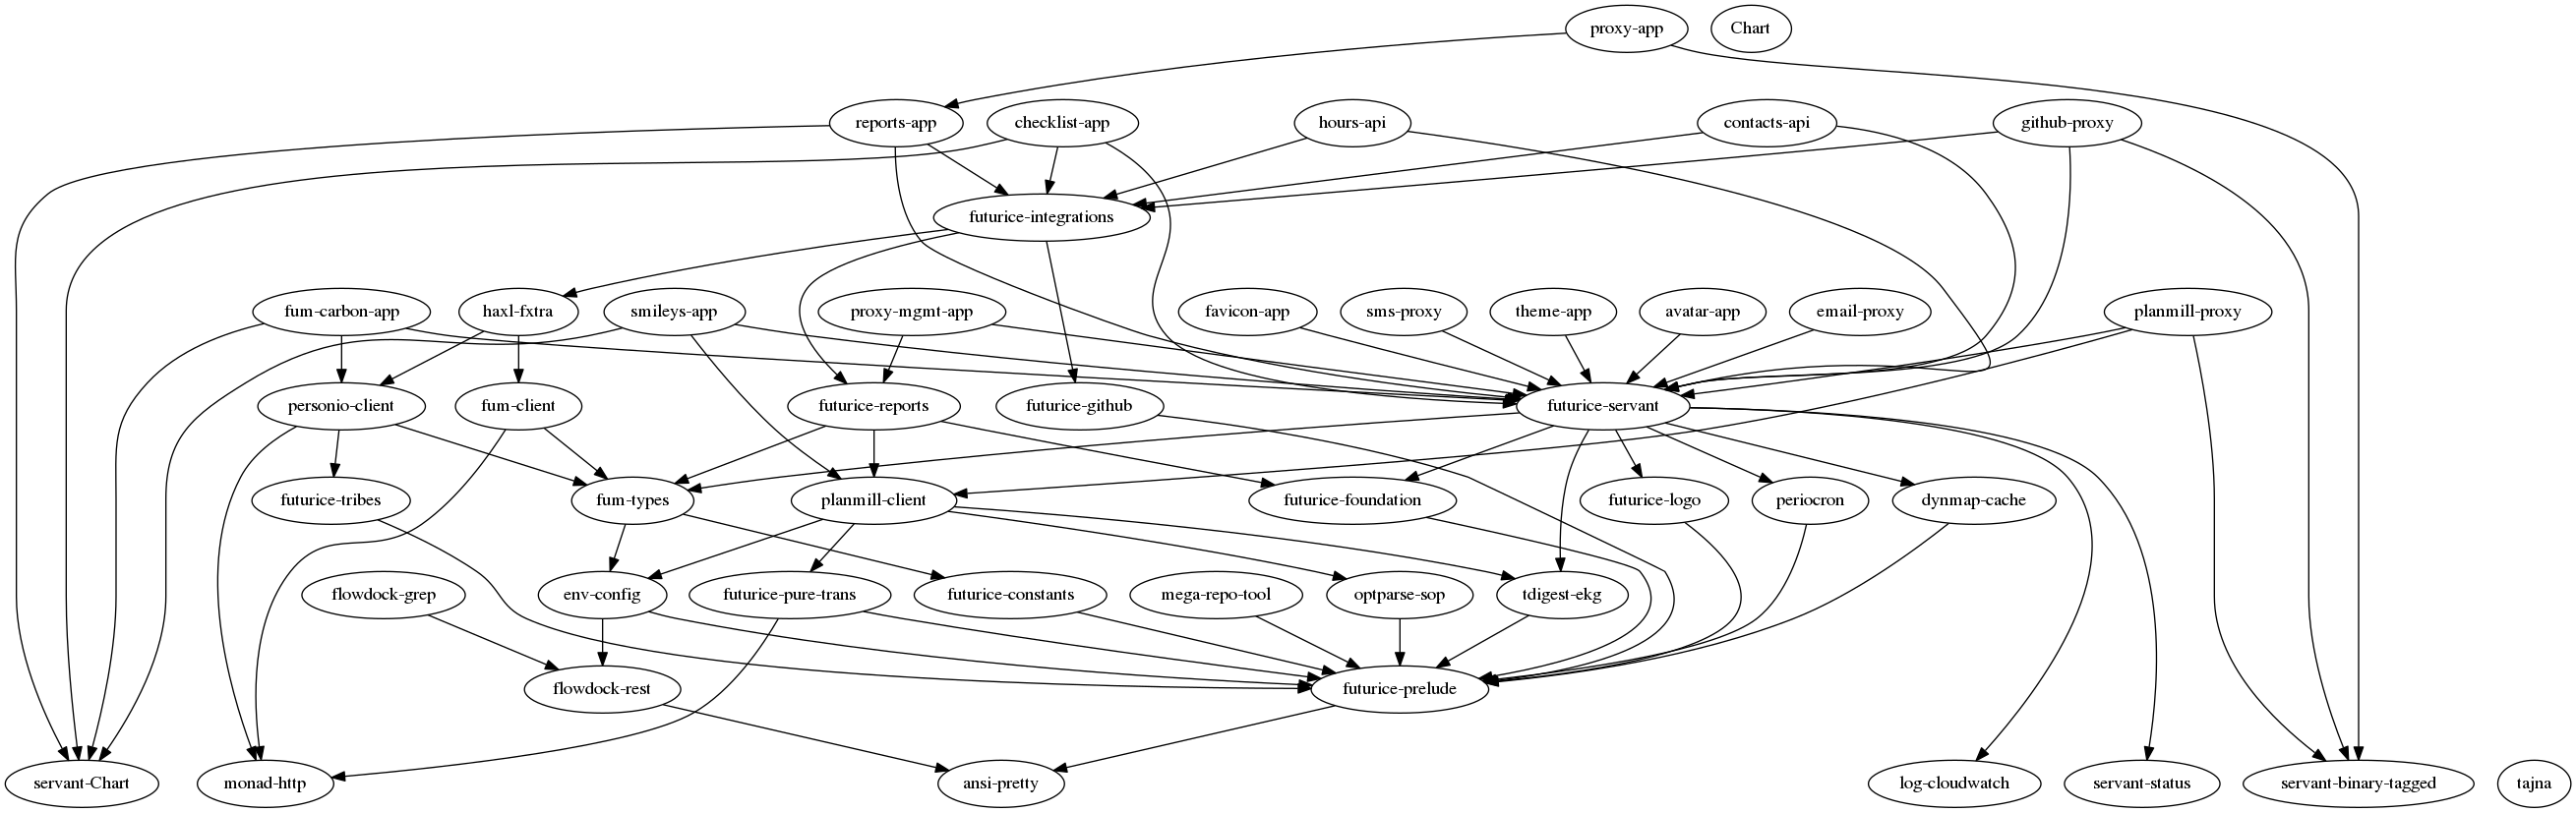 proxy-app
Chart
reports-app
checklist-app
hours-api
contacts-api
github-proxy
futurice-integrations
fum-carbon-app
haxl-fxtra
smileys-app
proxy-mgmt-app
favicon-app
sms-proxy
theme-app
avatar-app
email-proxy
planmill-proxy
personio-client
fum-client
futurice-reports
futurice-github
futurice-servant
futurice-tribes
fum-types
planmill-client
futurice-foundation
futurice-logo
periocron
dynmap-cache
flowdock-grep
env-config
futurice-pure-trans
futurice-constants
mega-repo-tool
optparse-sop
tdigest-ekg
flowdock-rest
futurice-prelude
servant-Chart
monad-http
ansi-pretty
log-cloudwatch
servant-status
servant-binary-tagged
tajna